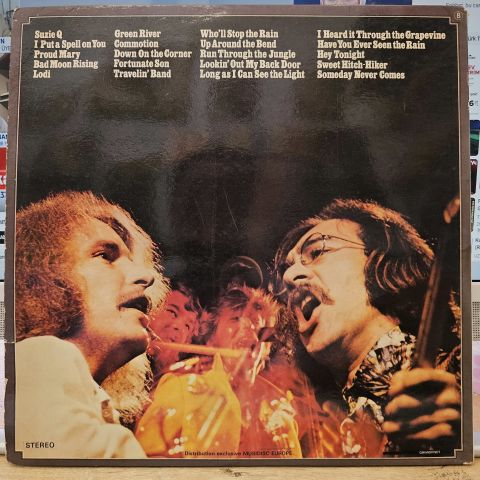 8
Suzie Q
I Put a Spell on You
Proud Mary
Bad Moon Rising
Lodi
Green River
Commotion
Down On the Corner
Fortunate Son
Travelin' Band
Who'll Stop the Rain
Up Around the Bend
Run Through the Jungle
Lookin' Out My Back Door
Long as I Can See the Light
I Heard it Through the Grapevine
Have You Ever Seen the Rain
Hey Tonight
Sweet Hitch-Hiker
Someday Never Comes
STEREO
Distribution exclusive MUSIDISC EUROPE